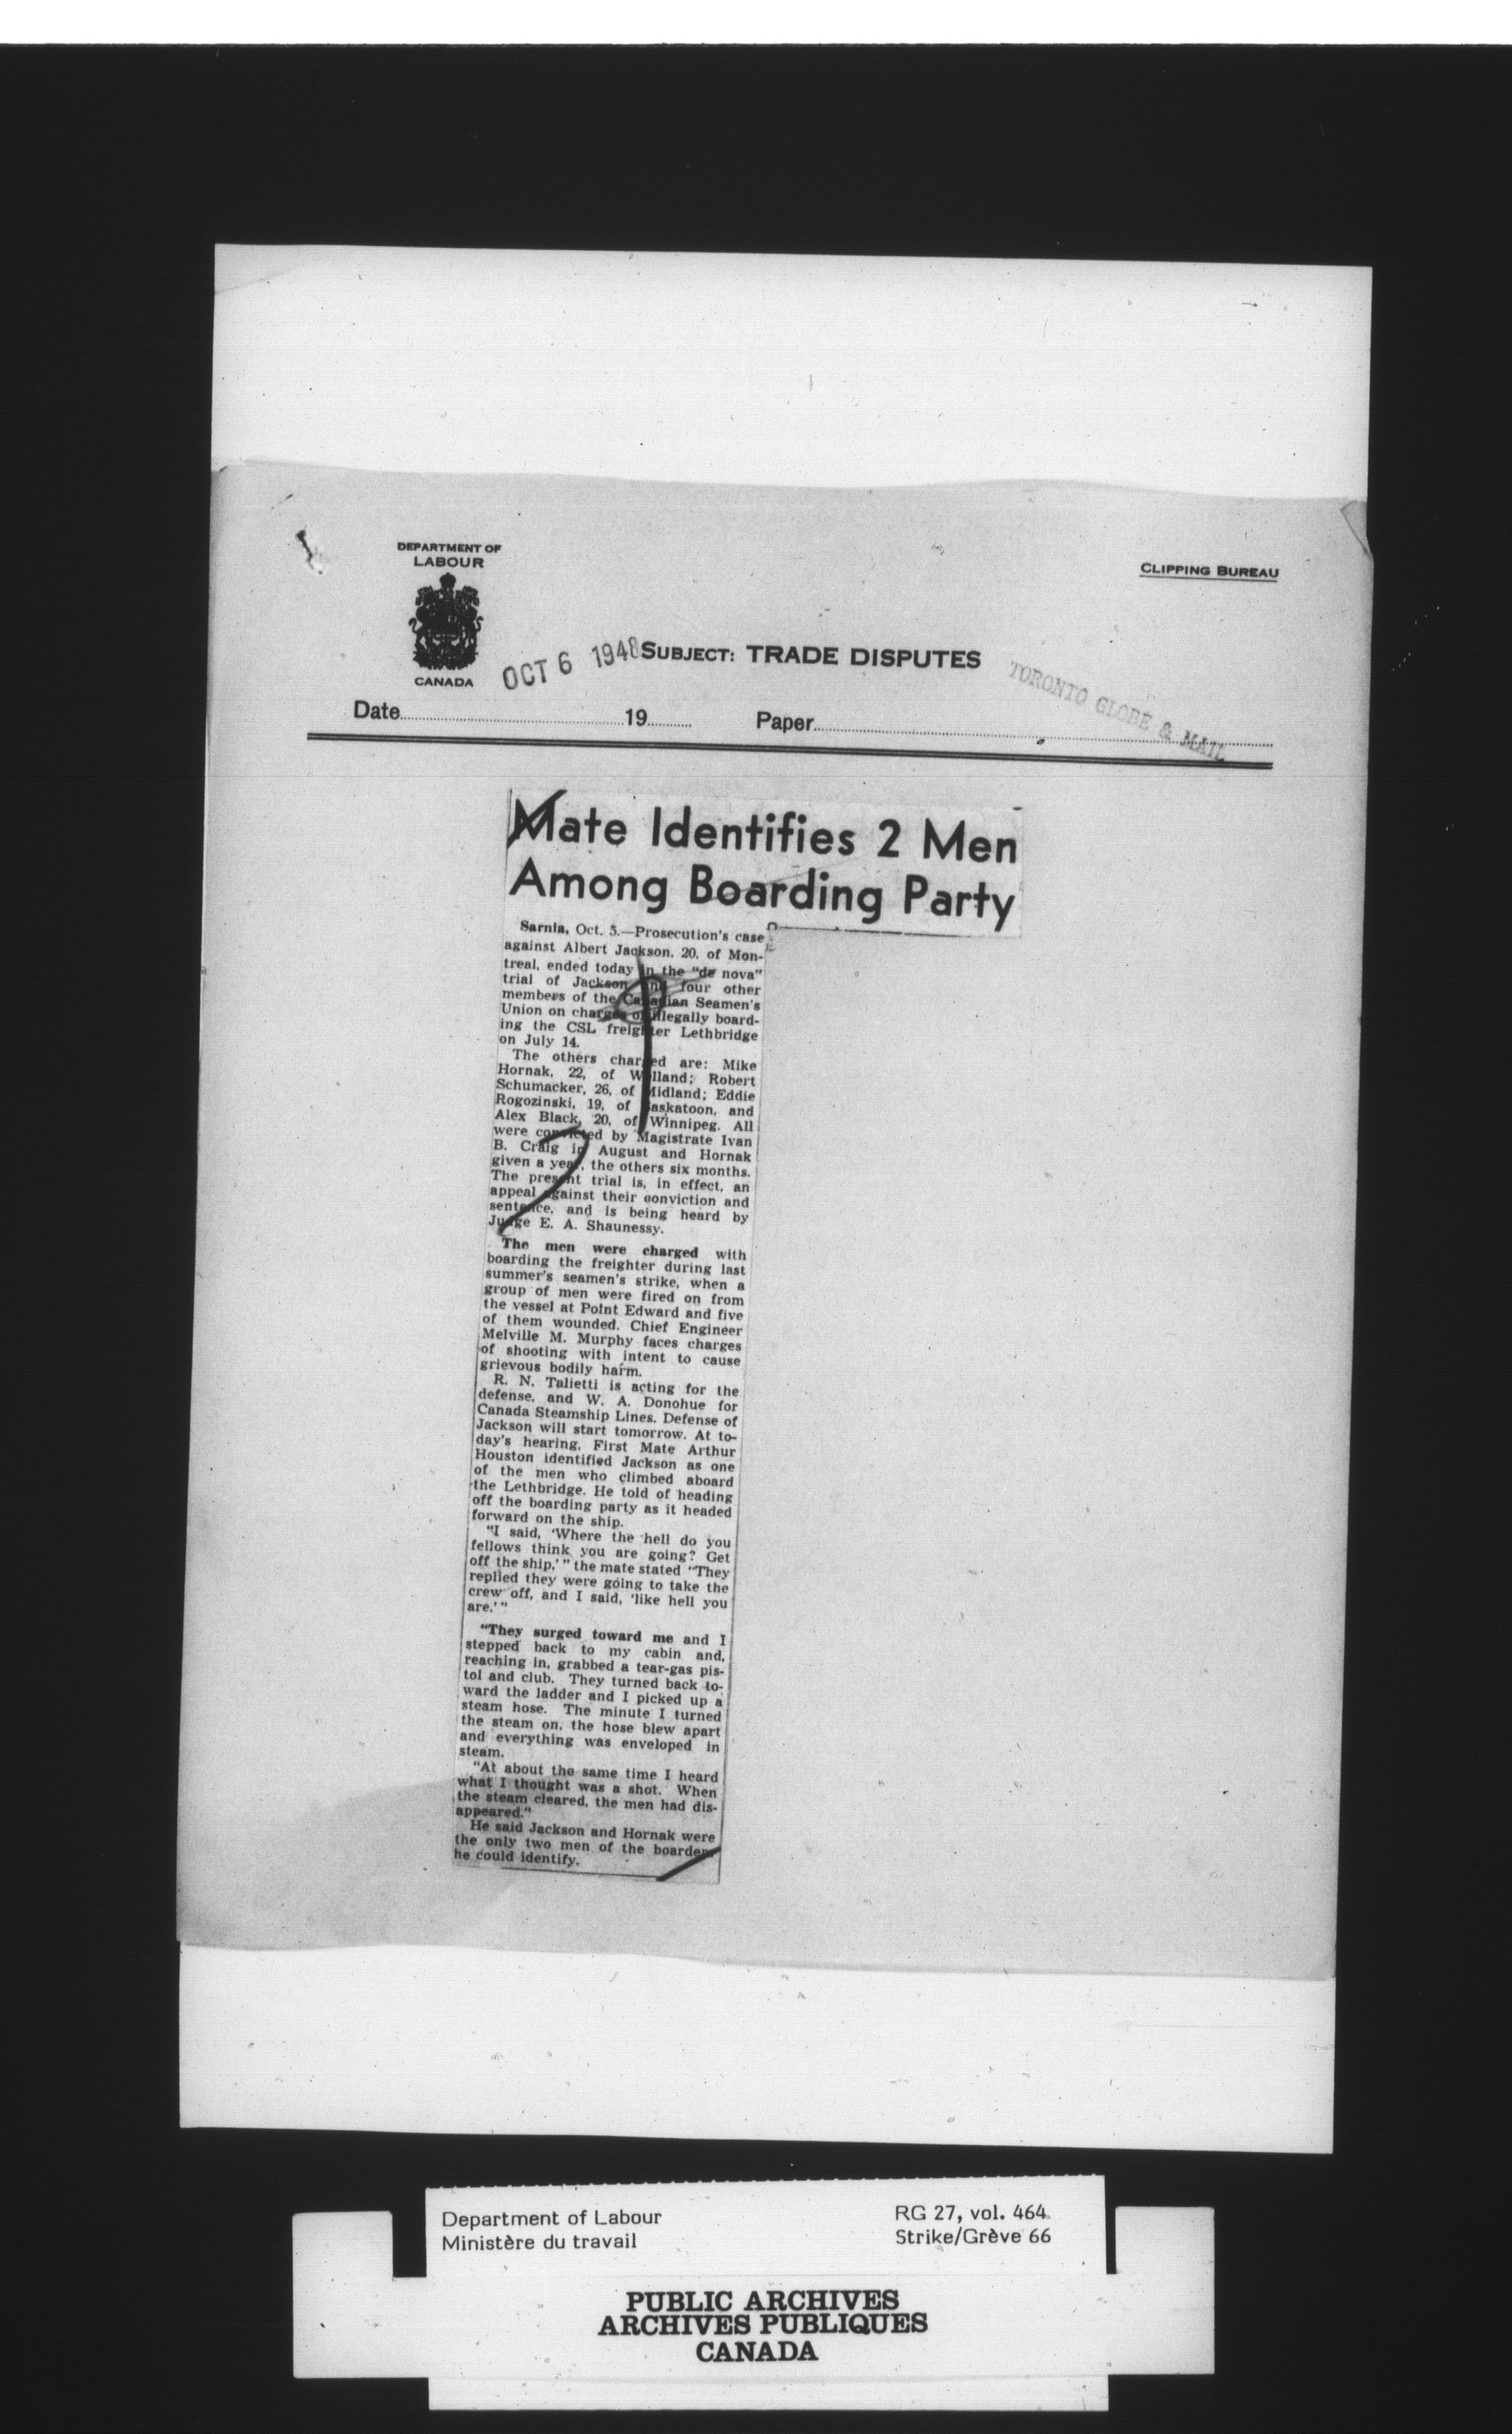 DEPARTMENT OF
LABOUR
CANADA
CLIPPING BUREAU
OCT 6 1948
SUBJECT: TRADE DISPUTES
TORONTO GLOBE & MAIL
Date 19 Paper
Mate Identifies 2 Men
Among Boarding Party
Sarnia, Oct. 5.—Prosecution's case
against Albert Jackson, 20, of Mon-
treal, ended today in the "de nova"
trial of Jackson and four other
members of the Canadian Seamen's
Union on charges of illegally board-
ing the CSL freighter Lethbridge
on July 14.
The others charged are: Mike
Hornak, 22, of Welland; Robert
Schumacker, 26, of Midland; Eddie
Rogozinski, 19, of Saskatoon, and
Alex Black, 20, of Winnipeg. All
were convicted by Magistrate Ivan
B. Craig in August and Hornak
given a year, the others six months.
The present trial is, in effect, an
appeal against their conviction and
sentence, and is being heard by
Judge E. A. Shaunessy.
The men were charged with
boarding the freighter during last
summer's seamen's strike, when a
group of men were fired on from
the vessel at Point Edward and five
of them wounded. Chief Engineer
Melville M. Murphy faces charges
of shooting with intent to cause
grievous bodily harm.
R. N. Talietti is acting for the
defense, and W. A. Donohue for
Canada Steamship Lines. Defense of
Jackson will start tomorrow. At to-
day's hearing, First Mate Arthur
Houston identified Jackson as one
of the men who climbed aboard
the Lethbridge. He told of heading
off the boarding party as it headed
forward on the ship.
"I said, 'Where the hell do you
fellows think you are going? Get
off the ship,'" the mate stated "They
replied they were going to take the
crew off, and I said, 'like hell you
are.'"
"They surged toward me and I
stepped back to my cabin and,
reaching in, grabbed a tear-gas pis-
tol and club. They turned back to-
ward the ladder and I picked up a
steam hose. The minute I turned
the steam on, the hose blew apart
and everything was enveloped in
steam.
"At about the same time I heard
what I thought was a shot. When
the steam cleared, the men had dis-
appeared."
He said Jackson and Hornak were
the only two men of the boarders
he could identify.
Department of Labour
Ministère du travail
RG 27, vol. 464
Strike/Grève 66
PUBLIC ARCHIVES
ARCHIVES PUBLIQUES
CANADA